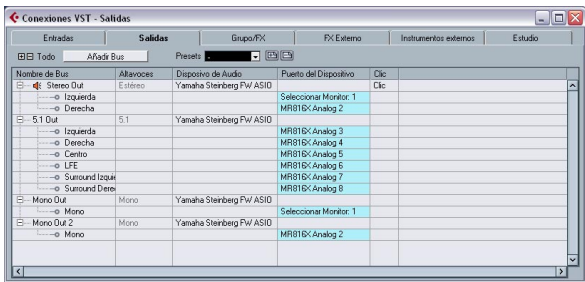 Conexiones VST - Salidas
Entradas Salidas Grupo/FX FX Externo Instrumentos externos Estudio
Todo Añadir Bus Presets -
Nombre de Bus Altavoces Disposivo de Audio Puerto del Dispositivo Clic
Stereo Out Estéreo Yamaha Steinberg FW ASIO Clic
Izquierda Seleccionar Monitor: 1
Derecha MR816X Analog 2
5.1 Out 5.1 Yamaha Steinberg FW ASIO
Izquierda MR816X Analog 3
Derecha MR816X Analog 4
Centro MR816X Analog 5
LFE MR816X Analog 6
Surround Izquie MR816X Analog 7
Surround Dere MR816X Analog 8
Mono Out Mono Yamaha Steinberg FW ASIO
Mono Seleccionar Monitor: 1
Mono Out 2 Mono Yamaha Steinberg FW ASIO
Mono MR816X Analog 2